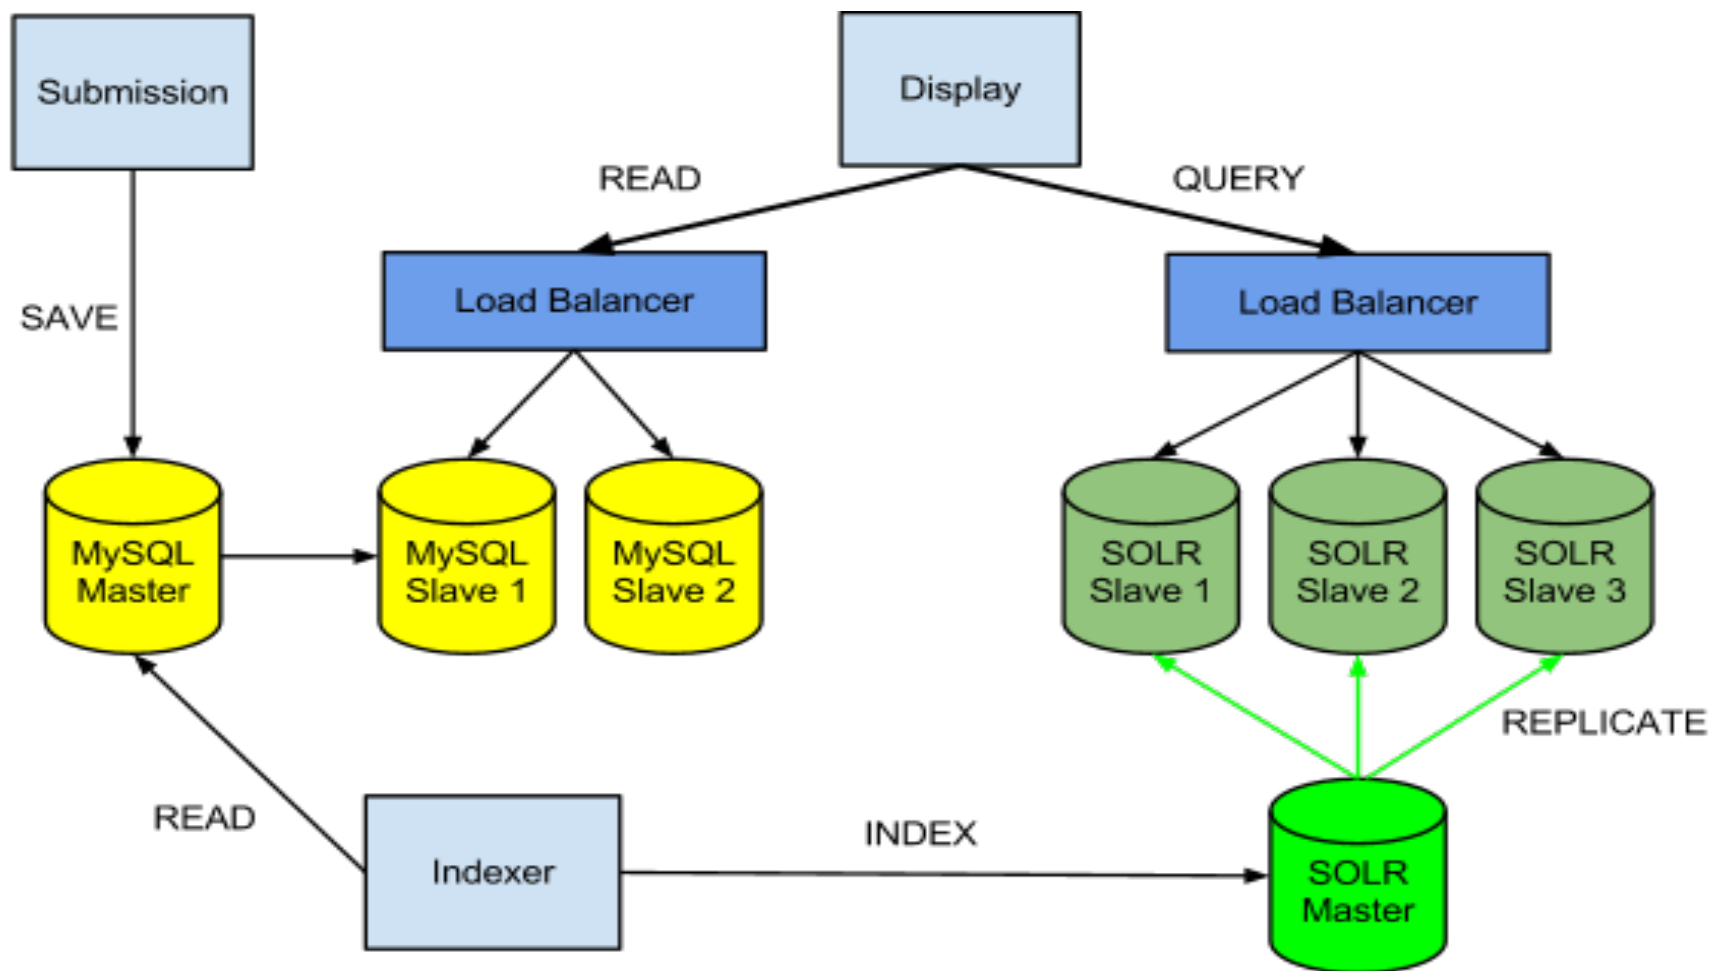 Submission
Display
READ
QUERY
Load Balancer
Load Balancer
SAVE
MySQL
Master
MySQL
Slave 1
MySQL
Slave 2
SOLR
Slave 1
SOLR
Slave 2
SOLR
Slave 3
REPLICATE
READ
INDEX
Indexer
SOLR
Master